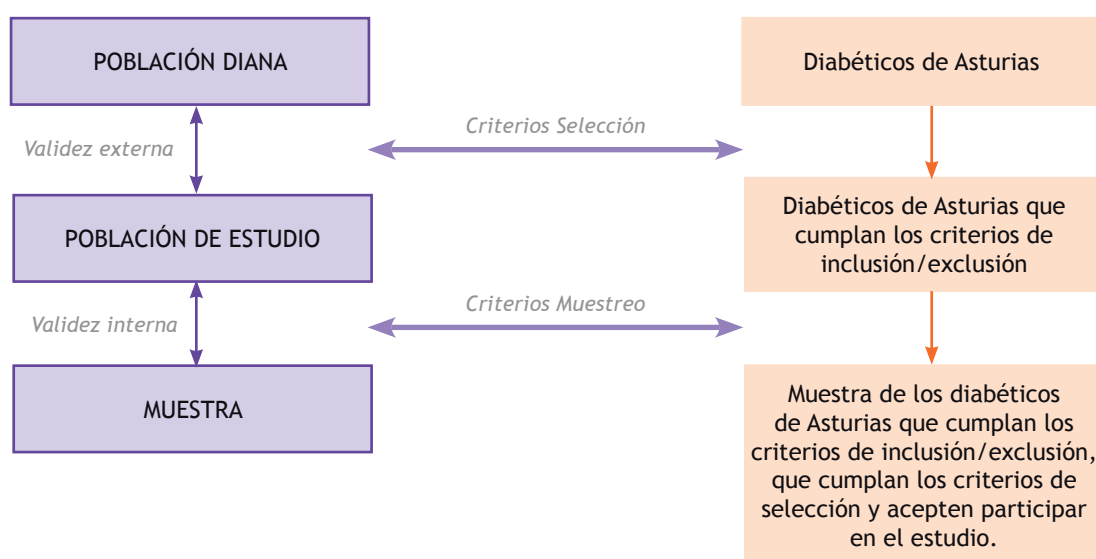 POBLACIÓN DIANA
Diabéticos de Asturias
Criterios Selección
Validez externa
POBLACIÓN DE ESTUDIO
Diabéticos de Asturias que
cumplan los criterios de
inclusión/exclusión
Criterios Muestreo
Validez interna
MUESTRA
Muestra de los diabéticos
de Asturias que cumplan los
criterios de inclusión/exclusión,
que cumplan los criterios de
selección y acepten participar
en el estudio.